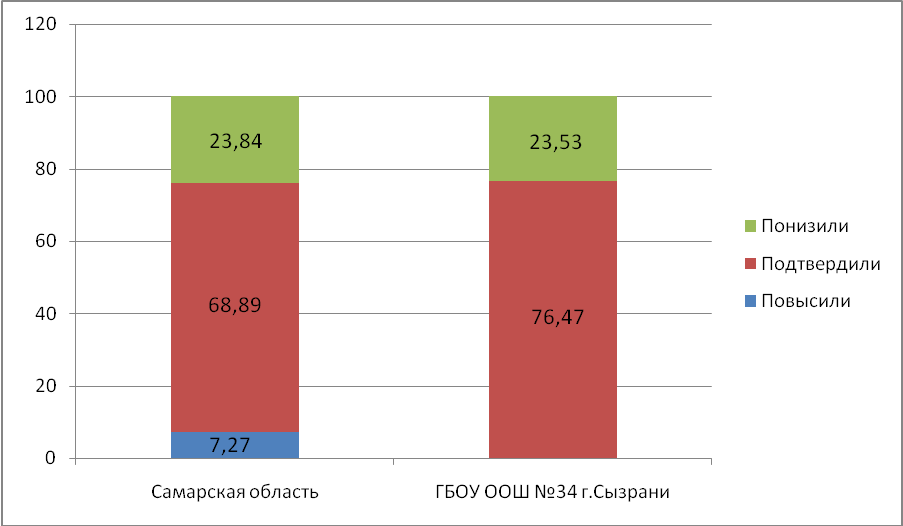 120
100
80
60
40
20
0
23,84
23,53
68,89
76,47
7,27
Самарская область
ГБОУ ООШ №34 г.Сызрани
Понизили
Подтвердили
Повысили